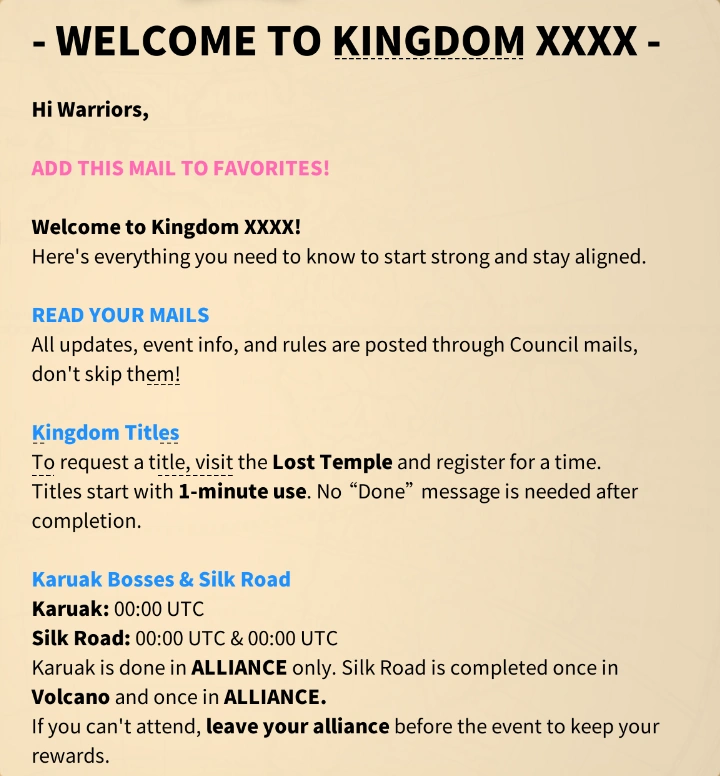 - WELCOME TO KINGDOM XXXX -
Hi Warriors,
ADD THIS MAIL TO FAVORITES!
Welcome to Kingdom XXXX!
Here's everything you need to know to start strong and stay aligned.
READ YOUR MAILS
All updates, event info, and rules are posted through Council mails,
don't skip them!
Kingdom Titles
To request a title, visit the Lost Temple and register for a time.
Titles start with 1-minute use. No “Done” message is needed after
completion.
Karuak Bosses & Silk Road
Karuak: 00:00 UTC
Silk Road: 00:00 UTC & 00:00 UTC
Karuak is done in ALLIANCE only. Silk Road is completed once in
Volcano and once in ALLIANCE.
If you can't attend, leave your alliance before the event to keep your
rewards.